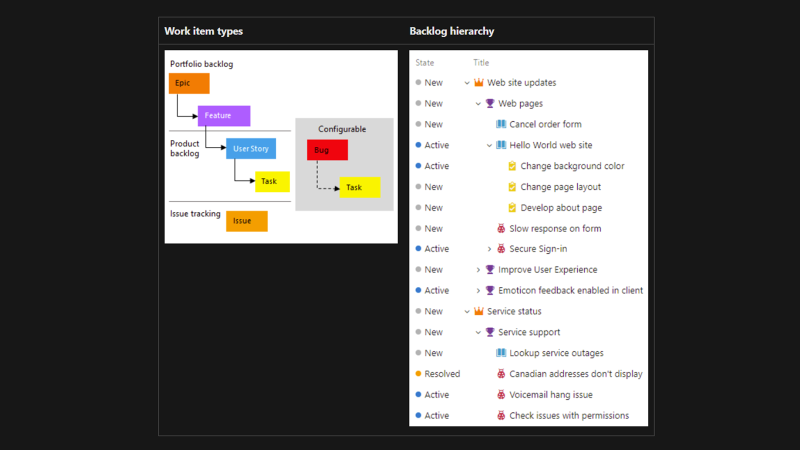 Work item types
Backlog hierarchy
Portfolio backlog
Epic
Feature
Product
backlog
User Story
Task
Configurable
Bug
Task
Issue tracking
Issue
State Title
New Web site updates
New Web pages
New Cancel order form
Active Hello World web site
Active Change background color
New Change page layout
New Develop about page
New Slow response on form
Active Secure Sign-in
New Improve User Experience
Active Emoticon feedback enabled in client
New Service status
New Service support
New Lookup service outages
Resolved Canadian addresses don't display
Active Voicemail hang issue
Active Check issues with permissions